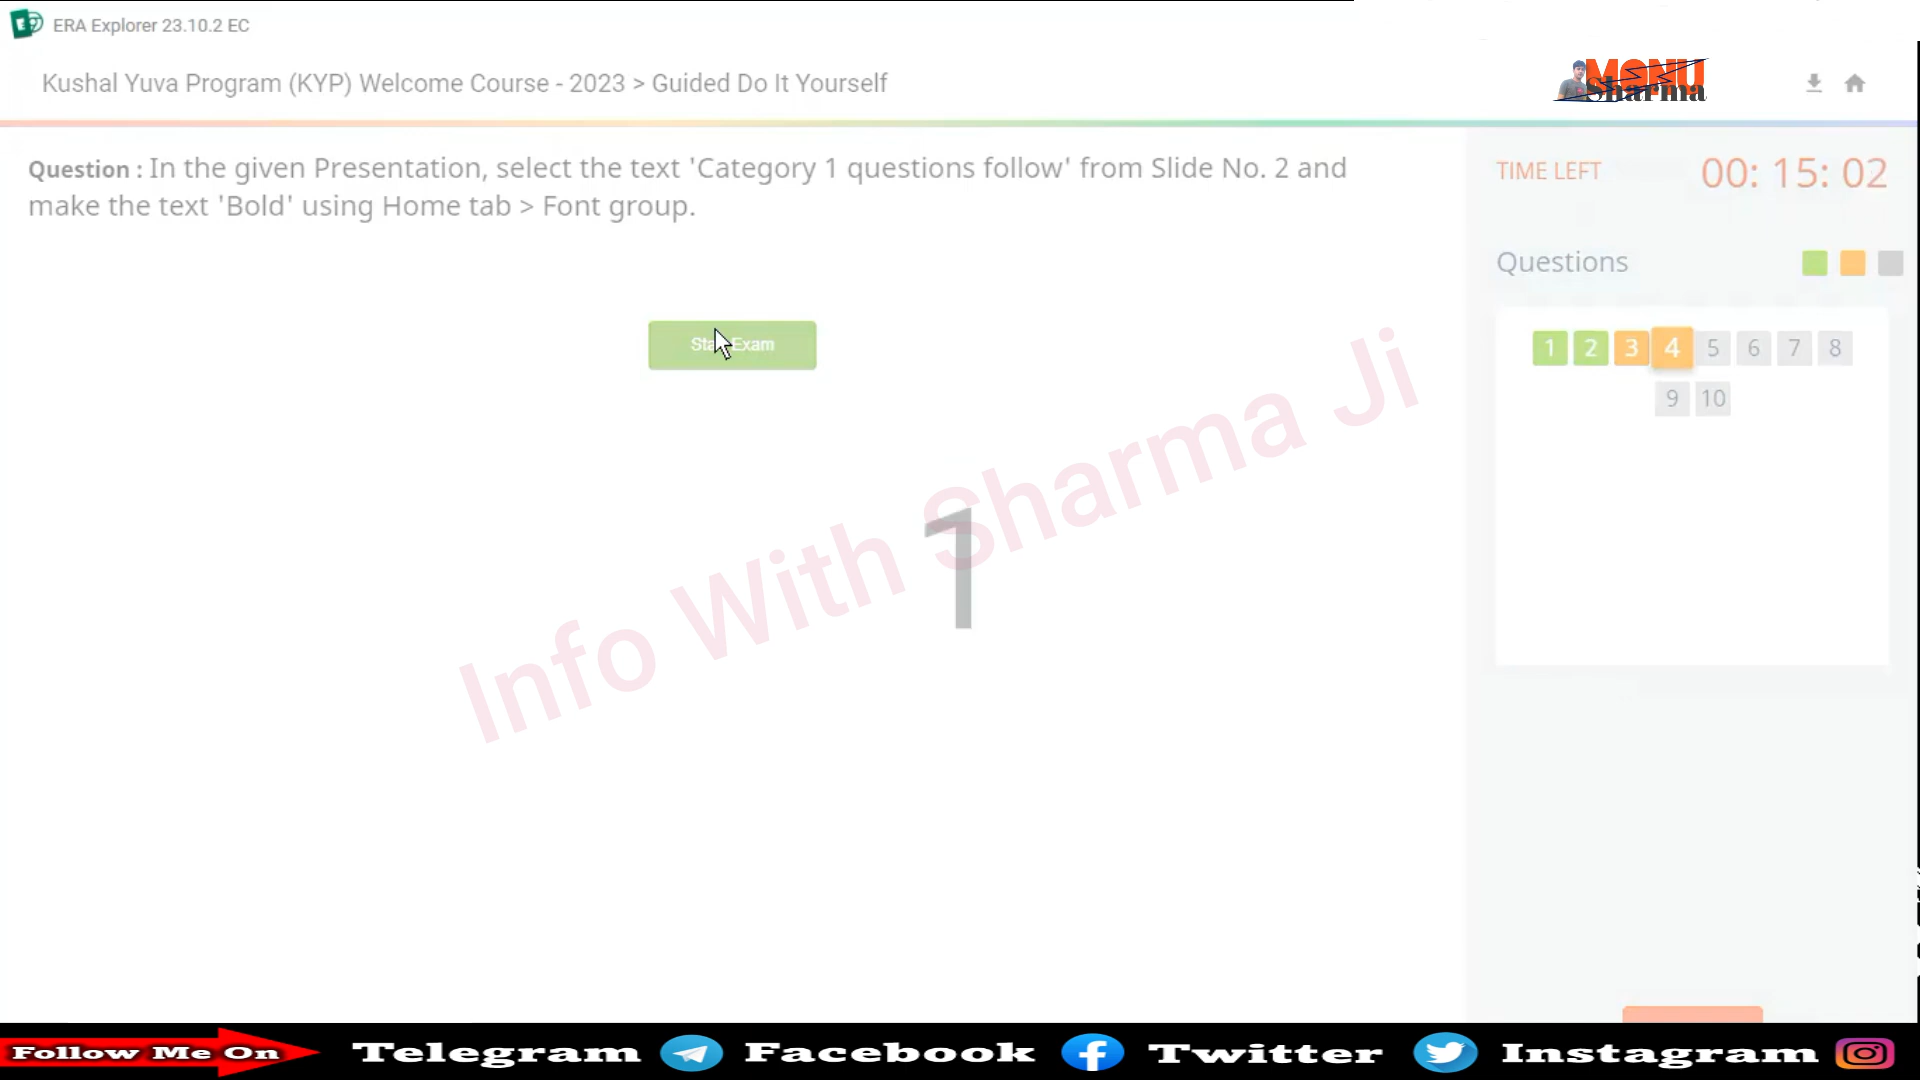 ERA Explorer 23.10.2 EC
Kushal Yuva Program (KYP) Welcome Course - 2023 > Guided Do It Yourself
MONU
Sharma
Question : In the given Presentation, select the text 'Category 1 questions follow' from Slide No. 2 and
make the text 'Bold' using Home tab > Font group.
TIME LEFT 00: 15: 02
Questions
Start Exam
1 2 3 4 5 6 7 8
9 10
1
Info With Sharma Ji
Follow Me On Telegram Facebook Twitter Instagram